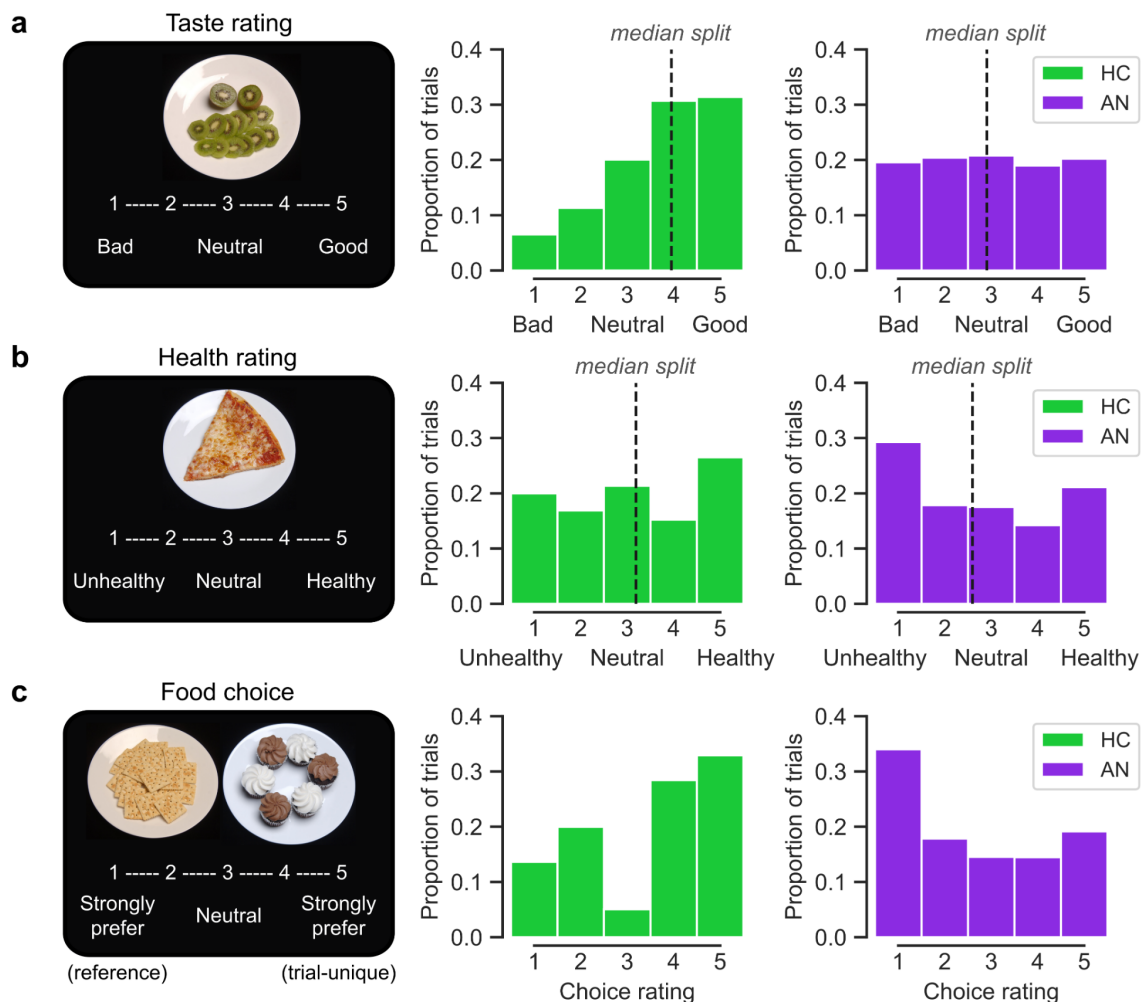 a
Taste rating
1 ----- 2 ----- 3 ----- 4 ----- 5
Bad Neutral Good
median split
Proportion of trials
0.4
0.3
0.2
0.1
0.0
1 2 3 4 5
Bad Neutral Good
median split
HC
AN
Proportion of trials
0.4
0.3
0.2
0.1
0.0
1 2 3 4 5
Bad Neutral Good
b
Health rating
1 ----- 2 ----- 3 ----- 4 ----- 5
Unhealthy Neutral Healthy
median split
Proportion of trials
0.4
0.3
0.2
0.1
0.0
1 2 3 4 5
Unhealthy Neutral Healthy
median split
HC
AN
Proportion of trials
0.4
0.3
0.2
0.1
0.0
1 2 3 4 5
Unhealthy Neutral Healthy
c
Food choice
1 ----- 2 ----- 3 ----- 4 ----- 5
Strongly prefer Neutral Strongly prefer
(reference) (trial-unique)
Proportion of trials
0.4
0.3
0.2
0.1
0.0
1 2 3 4 5
Choice rating
HC
AN
Proportion of trials
0.4
0.3
0.2
0.1
0.0
1 2 3 4 5
Choice rating